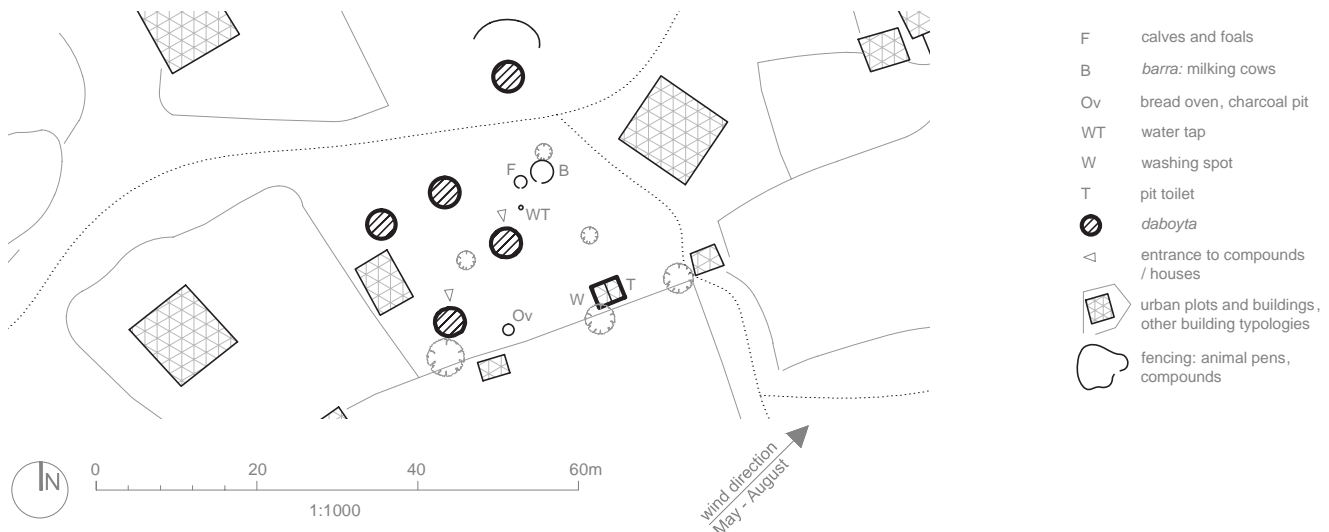 F
B
WT
Ov
W
T
F calves and foals
B barra: milking cows
Ov bread oven, charcoal pit
WT water tap
W washing spot
T pit toilet
daboyta
entrance to compounds
/ houses
urban plots and buildings,
other building typologies
fencing: animal pens,
compounds
N
0 20 40 60m
1:1000
wind direction
May - August